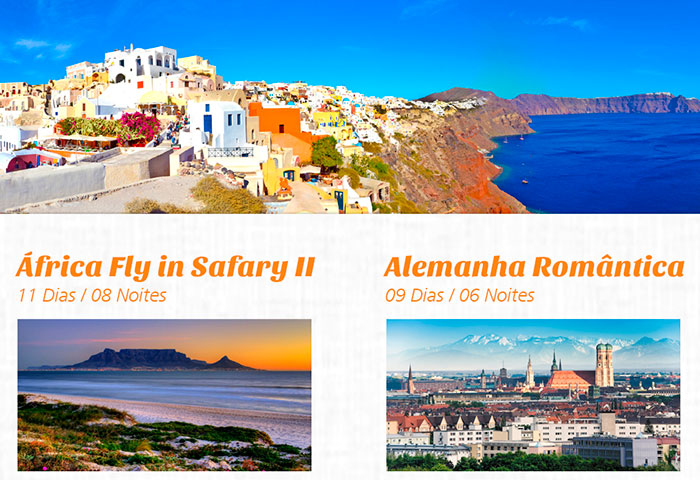 África Fly in Safary II
11 Dias / 08 Noites
Alemanha Romântica
09 Dias / 06 Noites